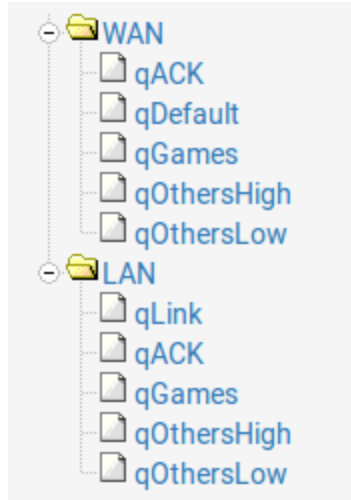 WAN
qACK
qDefault
qGames
qOthersHigh
qOthersLow
LAN
qLink
qACK
qGames
qOthersHigh
qOthersLow